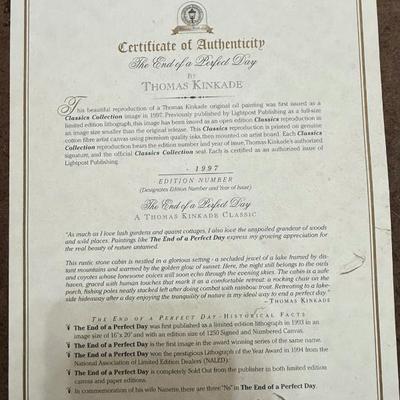 Certificate of Authenticity
The End of a Perfect Day
BY
THOMAS KINKADE
This beautiful reproduction of a Thomas Kinkade original oil painting was first issued as a
Classics Collection image in 1997. Previously published by Lightpost Publishing as a full-size
limited edition lithograph, this image has been issued as an open edition Classics reproduction in
an image size smaller than the original release. This Classics reproduction is printed on genuine
cotton fibre artist canvas using premium quality inks, then mounted on artist board. Each Classics
Collection reproduction bears the edition number and year of issue, Thomas Kinkade's authorized
signature, and the official Classics Collection seal. Each is certified as an authorized issue of
Lightpost Publishing.
- 1997
EDITION NUMBER
(Designates Edition Number and Year of Issue)
The End of a Perfect Day
A THOMAS KINKADE CLASSIC
"As much as I love lush gardens and quaint cottages, I also love the unspoiled grandeur of woods
and wild places. Paintings like The End of a Perfect Day express my growing appreciation for
the real beauty of nature untamed.
This rustic stone cabin is nestled in a glorious setting - a secluded jewel of a lake framed by dis-
tant mountains and warmed by the golden glow of sunset. Here, the night still belongs to the owls
and coyotes whose lonesome voices will soon echo through the evening skies. The cabin is a safe
haven, graced with human touches that mark it as a comfortable retreat: a rocking chair on the
porch, fishing poles neatly stacked left after doing combat with rainbow trout. Retreating to a lake-
side hideaway after a day enjoying the tranquility of nature is my ideal way to end a perfect day."
- THOMAS KINKADE
THE END OF A PERFECT DAY - HISTORICAL FACTS
The End of a Perfect Day was first published as a limited edition lithograph in 1993 in an
image size of 16"x 20" and with an edition size of 1250 Signed and Numbered Canvas.
The End of a Perfect Day is the first image in the award winning series of the same name.
The End of a Perfect Day won the prestigious Lithograph of the Year Award in 1994 from the
National Association of Limited Edition Dealers (NALED).
The End of a Perfect Day is completely Sold Out from the publisher in both limited edition
canvas and paper editions.
In commemoration of his wife Nanette, there are three "Ns" in The End of a Perfect Day.